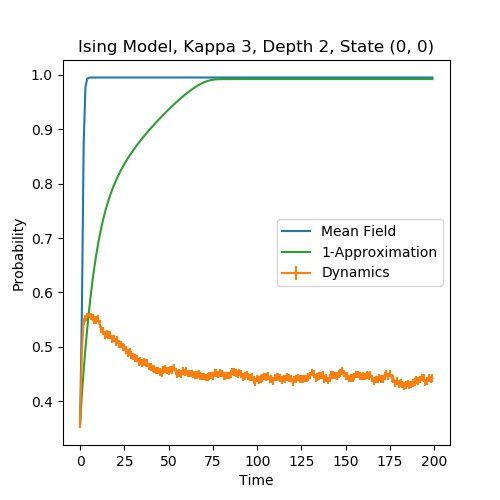 Ising Model, Kappa 3, Depth 2, State (0, 0)
1.0
0.9
0.8
0.7
0.6
0.5
0.4
Probability
Mean Field
1-Approximation
Dynamics
0 25 50 75 100 125 150 175 200
Time